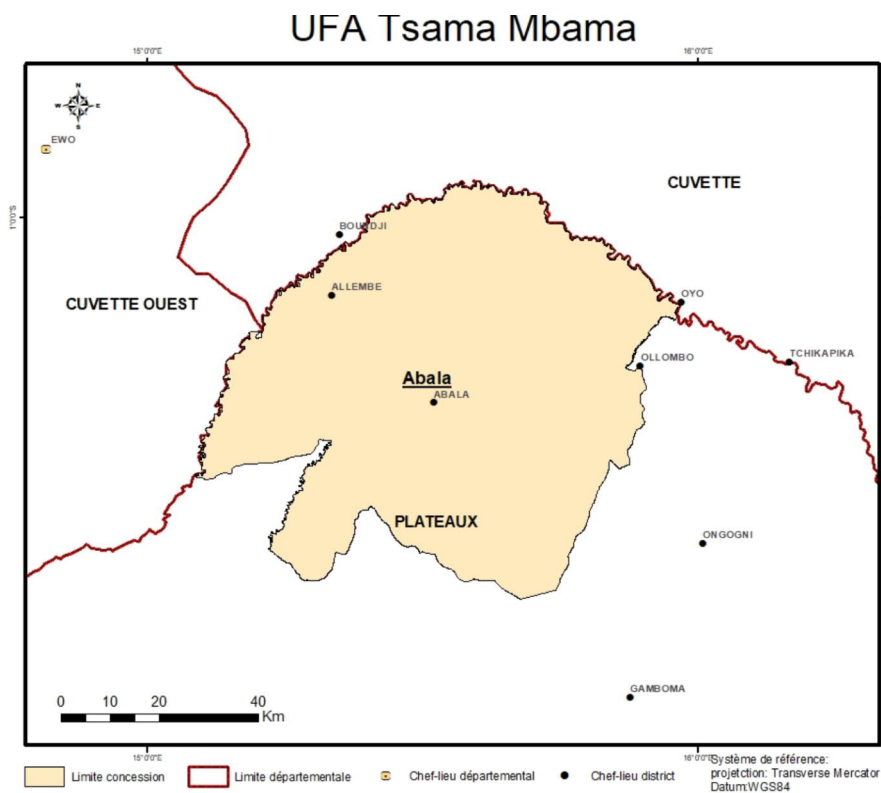 UFA Tsama Mbama
15°0'0"E 16°0'0"E
N
W E
S
EWO
CUVETTE
1°0'0"S
BOUNDJI
ALLEMBE
CUVETTE OUEST
OYO
OLLOMBO
TCHIKAPIKA
Abala
ABALA
PLATEAUX
ONGOGNI
GAMBOMA
0 10 20 40
Km
15°0'0"E 16°0'0"E
Limite concession Limite départementale Chef-lieu départemental Chef-lieu district
Système de référence:
projetction: Transverse Mercator
Datum:WGS84